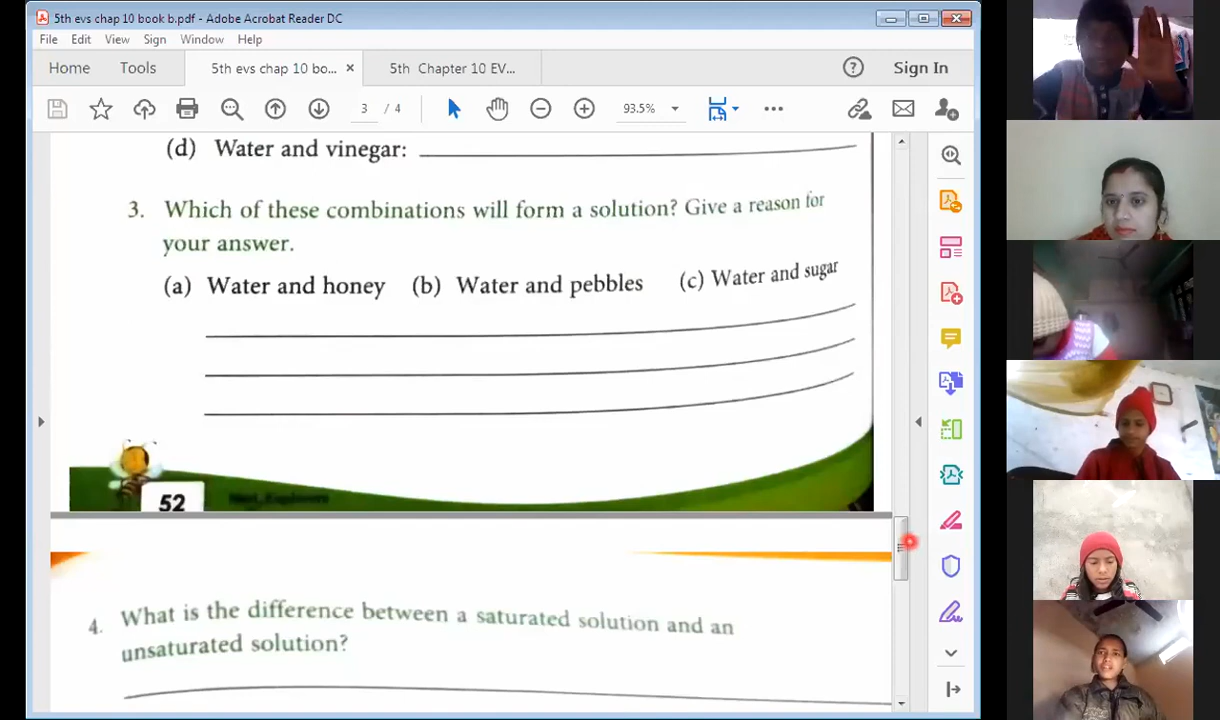 5th evs chap 10 book b.pdf - Adobe Acrobat Reader DC
File Edit View Sign Window Help
Home Tools 5th evs chap 10 bo... × 5th Chapter 10 EV... ? Sign In
3 / 4 93.5%
(d) Water and vinegar:
3. Which of these combinations will form a solution? Give a reason for
your answer.
(a) Water and honey (b) Water and pebbles (c) Water and sugar
52
4. What is the difference between a saturated solution and an
unsaturated solution?